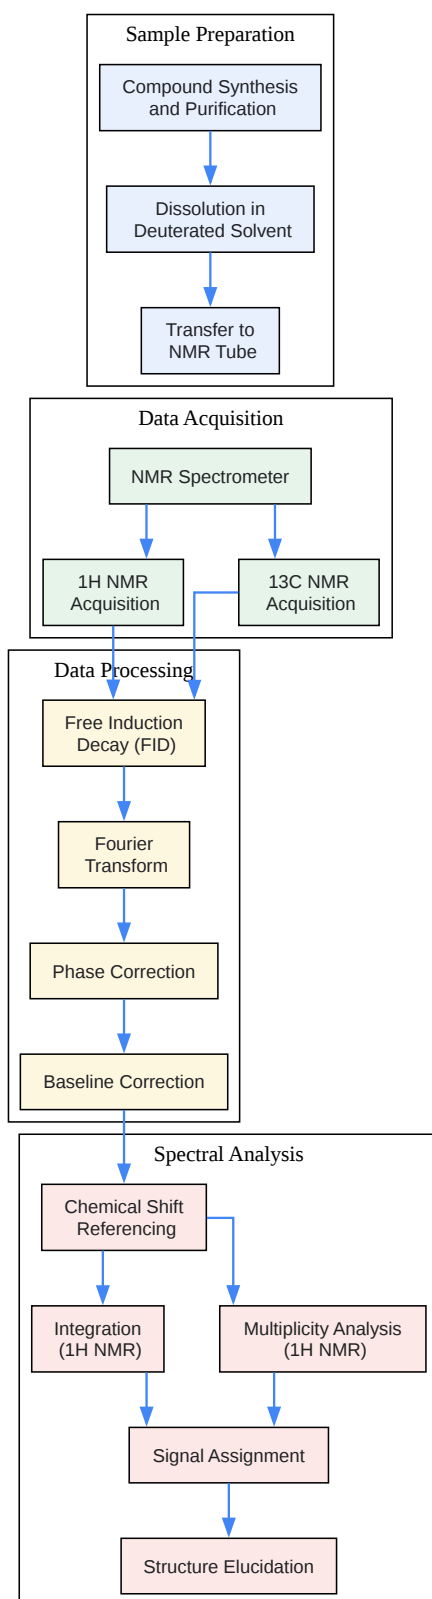 Sample Preparation
Compound Synthesis
and Purification
Dissolution in
Deuterated Solvent
Transfer to
NMR Tube
Data Acquisition
NMR Spectrometer
1H NMR
Acquisition
13C NMR
Acquisition
Data Processing
Free Induction
Decay (FID)
Fourier
Transform
Phase Correction
Baseline Correction
Spectral Analysis
Chemical Shift
Referencing
Integration
(1H NMR)
Multiplicity Analysis
(1H NMR)
Signal Assignment
Structure Elucidation